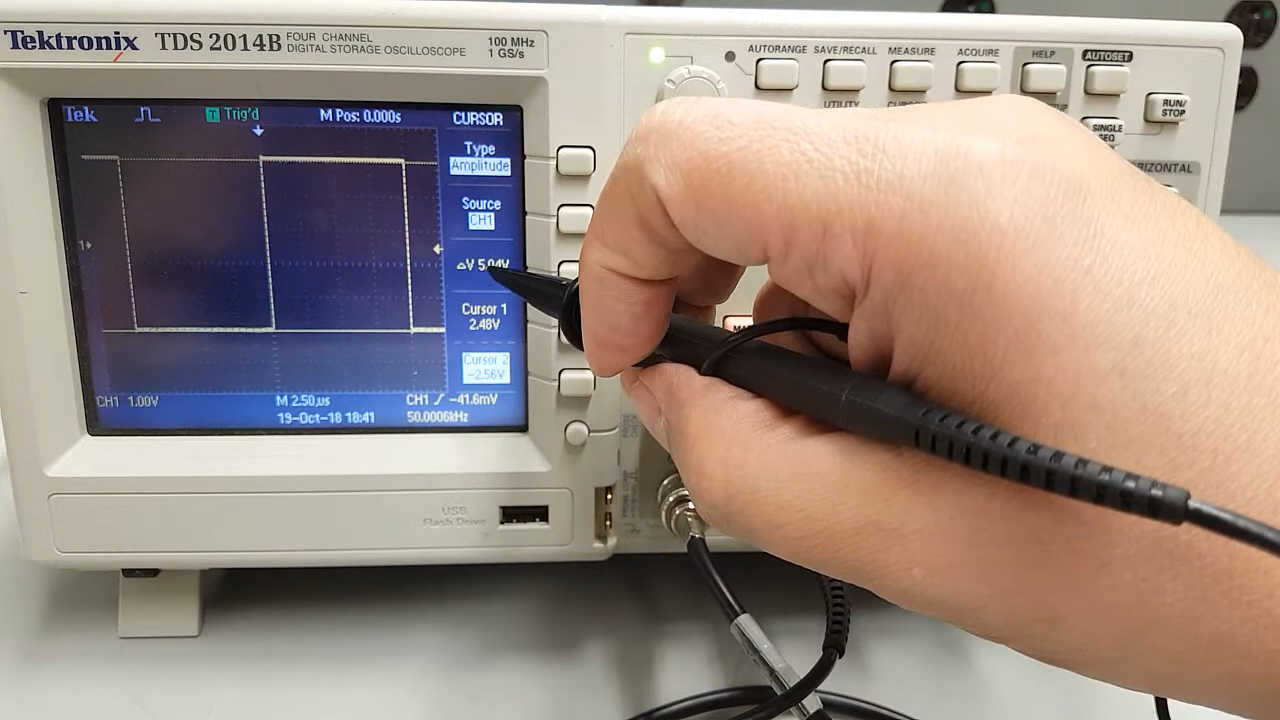 Tektronix TDS 2014B FOUR CHANNEL
DIGITAL STORAGE OSCILLOSCOPE
100 MHz
1 GS/s
AUTORANGE SAVE/RECALL MEASURE ACQUIRE HELP AUTOSET
UTILITY
RUN/
STOP
SINGLE
SEQ
Tek Trig'd M Pos: 0.000s CURSOR
Type
Amplitude
Source
CH1
1
△V 5.04V
Cursor 1
2.48V
Cursor 2
-2.56V
CH1 1.00V M 2.50µs CH1 -41.6mV
19-Oct-18 18:41 50.0006kHz
USB
Flash Drive